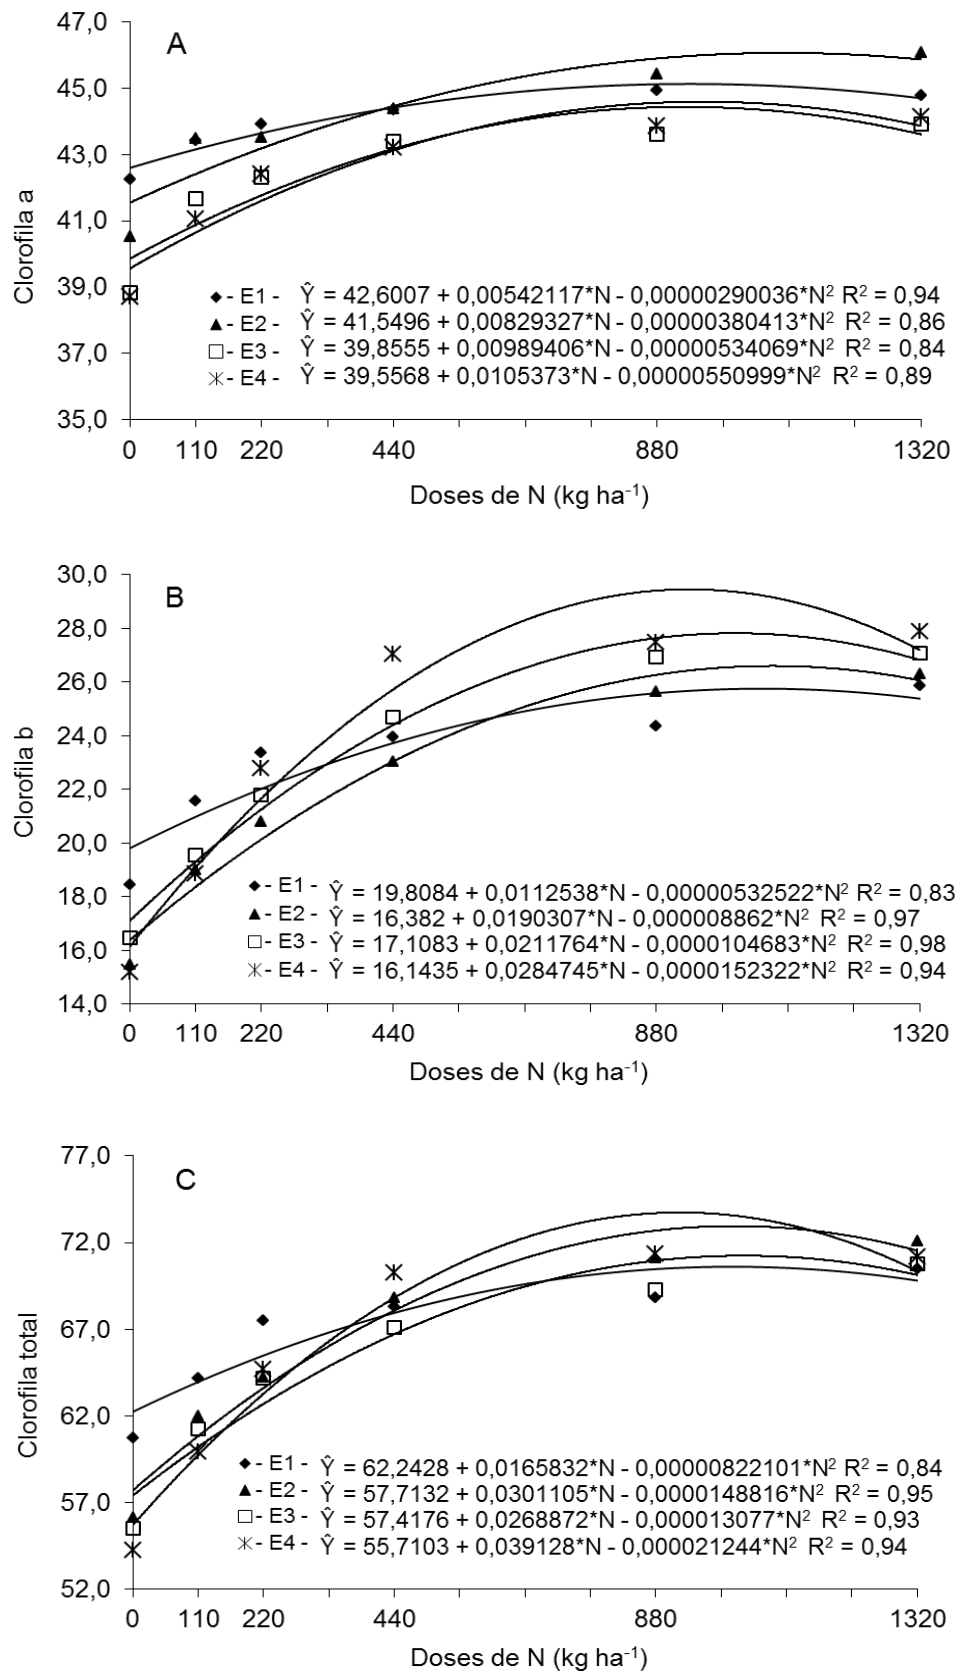 47,0
A
45,0
43,0
41,0
39,0
37,0
35,0
Clorofila a
- E1 - Ŷ = 42,6007 + 0,00542117*N - 0,00000290036*N² R² = 0,94
- E2 - Ŷ = 41,5496 + 0,00829327*N - 0,00000380413*N² R² = 0,86
- E3 - Ŷ = 39,8555 + 0,00989406*N - 0,00000534069*N² R² = 0,84
- E4 - Ŷ = 39,5568 + 0,0105373*N - 0,00000550999*N² R² = 0,89
0 110 220 440 880 1320
Doses de N (kg ha⁻¹)
30,0
B
28,0
26,0
24,0
22,0
20,0
18,0
16,0
14,0
Clorofila b
- E1 - Ŷ = 19,8084 + 0,0112538*N - 0,00000532522*N² R² = 0,83
- E2 - Ŷ = 16,382 + 0,0190307*N - 0,000008862*N² R² = 0,97
- E3 - Ŷ = 17,1083 + 0,0211764*N - 0,0000104683*N² R² = 0,98
- E4 - Ŷ = 16,1435 + 0,0284745*N - 0,0000152322*N² R² = 0,94
0 110 220 440 880 1320
Doses de N (kg ha⁻¹)
77,0
C
72,0
67,0
62,0
57,0
52,0
Clorofila total
- E1 - Ŷ = 62,2428 + 0,0165832*N - 0,00000822101*N² R² = 0,84
- E2 - Ŷ = 57,7132 + 0,0301105*N - 0,0000148816*N² R² = 0,95
- E3 - Ŷ = 57,4176 + 0,0268872*N - 0,000013077*N² R² = 0,93
- E4 - Ŷ = 55,7103 + 0,039128*N - 0,000021244*N² R² = 0,94
0 110 220 440 880 1320
Doses de N (kg ha⁻¹)